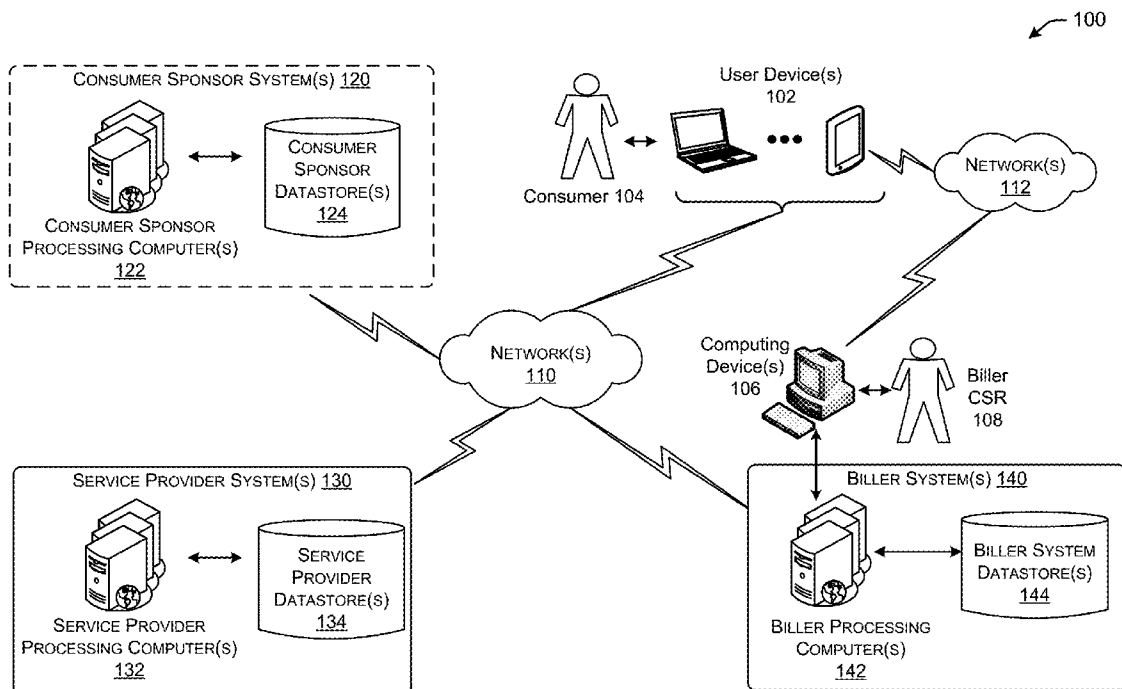 100
CONSUMER SPONSOR SYSTEM(S) 120
CONSUMER
SPONSOR
DATASTORE(S)
124
CONSUMER SPONSOR
PROCESSING COMPUTER(S)
122
User Device(s)
102
Consumer 104
NETWORK(S)
112
NETWORK(S)
110
Computing
Device(s)
106
Biller
CSR
108
SERVICE PROVIDER SYSTEM(S) 130
SERVICE
PROVIDER
DATASTORE(S)
134
SERVICE PROVIDER
PROCESSING COMPUTER(S)
132
BILLER SYSTEM(S) 140
BILLER SYSTEM
DATASTORE(S)
144
BILLER PROCESSING
COMPUTER(S)
142